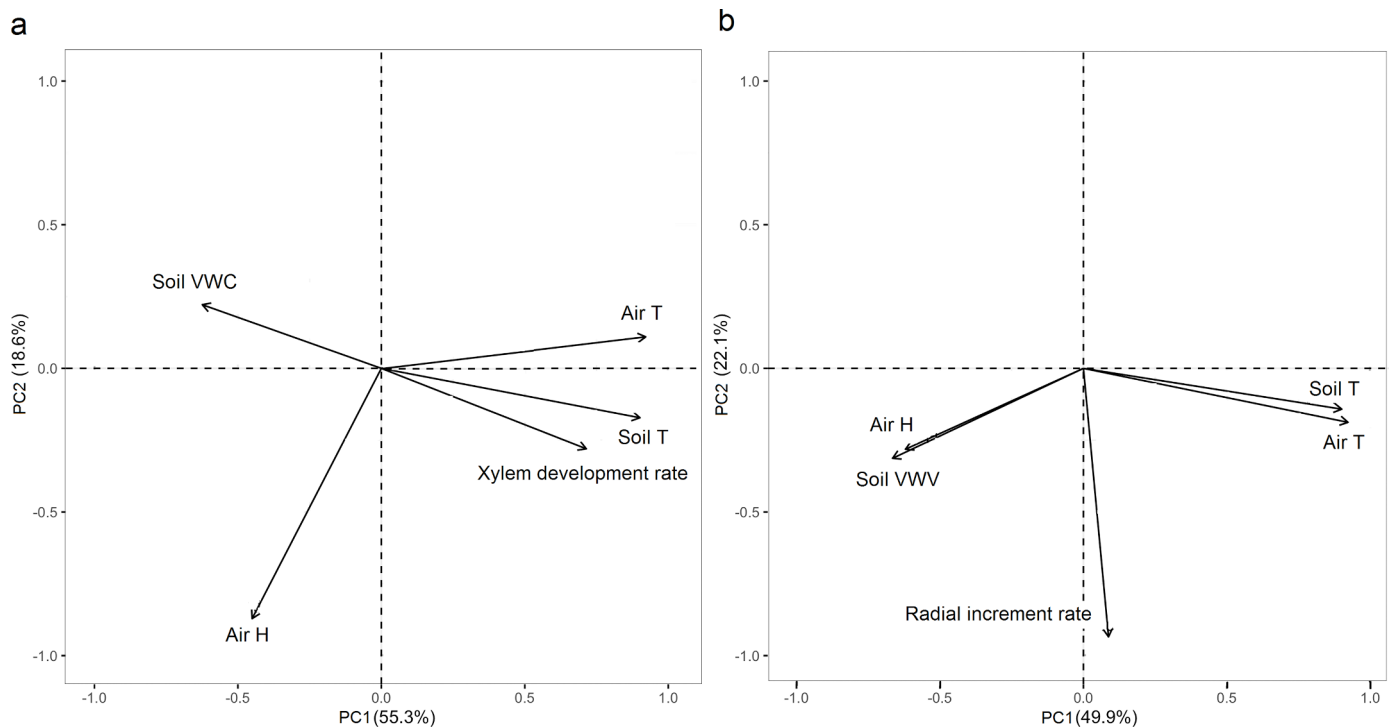 a
1.0
0.5
0.0
-0.5
-1.0
PC2 (18.6%)
Soil VWC
Air T
Soil T
Xylem development rate
Air H
-1.0 -0.5 0.0 0.5 1.0
PC1(55.3%)
b
1.0
0.5
0.0
-0.5
-1.0
PC2 (22.1%)
Soil T
Air H
Air T
Soil VWV
Radial increment rate
-1.0 -0.5 0.0 0.5 1.0
PC1(49.9%)